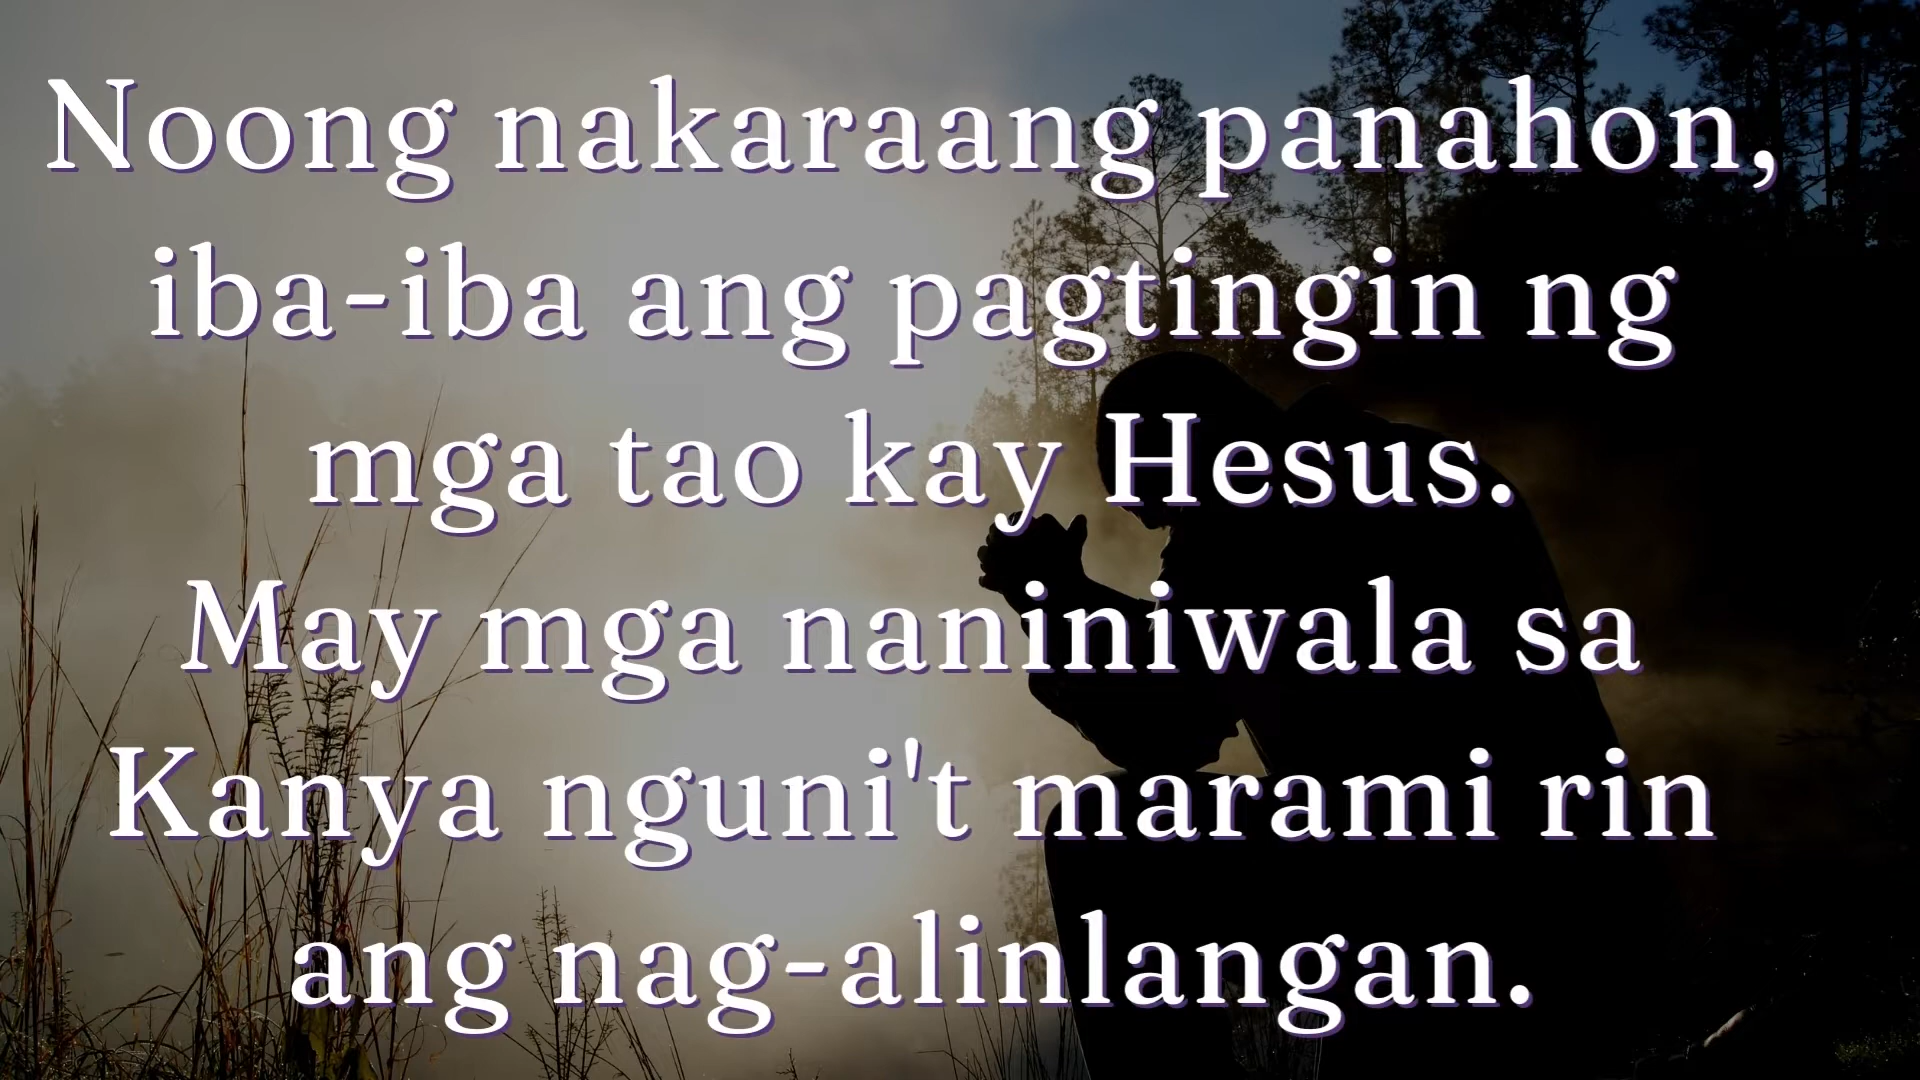 Noong nakaraang panahon,
iba-iba ang pagtingin ng
mga tao kay Hesus.
May mga naniniwala sa
Kanya nguni't marami rin
ang nag-alinlangan.